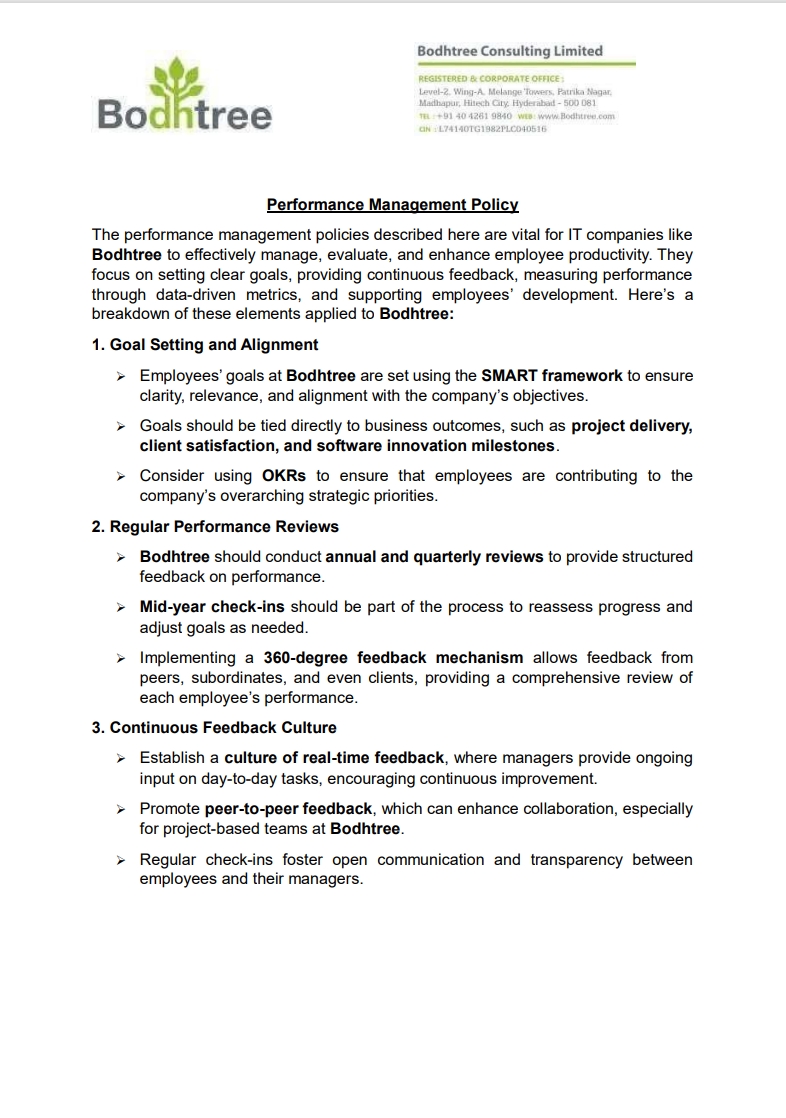 Bodhtree
Bodhtree Consulting Limited
REGISTERED & CORPORATE OFFICE :
Level-2, Wing-A, Melange Towers, Patrika Nagar,
Madhapur, Hitech City, Hyderabad – 500 081
TEL : +91 40 4261 9840 WEB : www.Bodhtree.com
CIN : L74140TG1982PLC040516
Performance Management Policy
The performance management policies described here are vital for IT companies like
Bodhtree to effectively manage, evaluate, and enhance employee productivity. They
focus on setting clear goals, providing continuous feedback, measuring performance
through data-driven metrics, and supporting employees’ development. Here’s a
breakdown of these elements applied to Bodhtree:
1. Goal Setting and Alignment
➢ Employees’ goals at Bodhtree are set using the SMART framework to ensure
clarity, relevance, and alignment with the company’s objectives.
➢ Goals should be tied directly to business outcomes, such as project delivery,
client satisfaction, and software innovation milestones.
➢ Consider using OKRs to ensure that employees are contributing to the
company’s overarching strategic priorities.
2. Regular Performance Reviews
➢ Bodhtree should conduct annual and quarterly reviews to provide structured
feedback on performance.
➢ Mid-year check-ins should be part of the process to reassess progress and
adjust goals as needed.
➢ Implementing a 360-degree feedback mechanism allows feedback from
peers, subordinates, and even clients, providing a comprehensive review of
each employee’s performance.
3. Continuous Feedback Culture
➢ Establish a culture of real-time feedback, where managers provide ongoing
input on day-to-day tasks, encouraging continuous improvement.
➢ Promote peer-to-peer feedback, which can enhance collaboration, especially
for project-based teams at Bodhtree.
➢ Regular check-ins foster open communication and transparency between
employees and their managers.